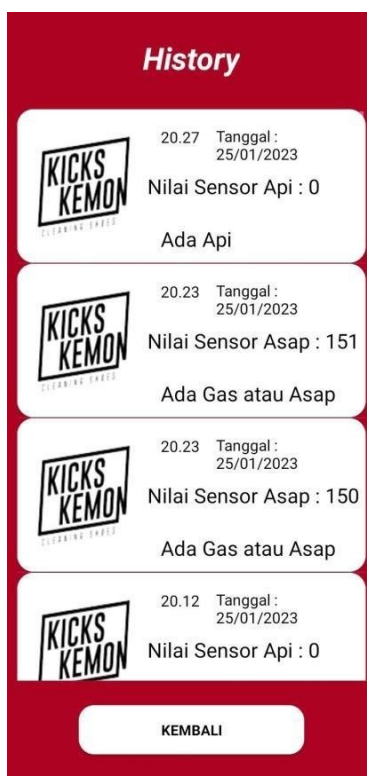 History
20.27 Tanggal :
25/01/2023
KICKS
KEMON
Nilai Sensor Api : 0
CLEANING SHOES
Ada Api
20.23 Tanggal :
25/01/2023
KICKS
KEMON
Nilai Sensor Asap : 151
Ada Gas atau Asap
20.23 Tanggal :
25/01/2023
KICKS
KEMON
Nilai Sensor Asap : 150
Ada Gas atau Asap
20.12 Tanggal :
25/01/2023
KICKS
KEMON
Nilai Sensor Api : 0
KEMBALI